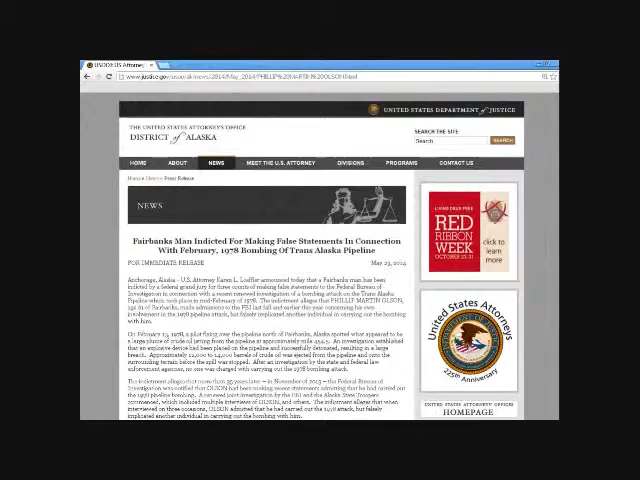 USDOJ: US Attorney
www.justice.gov/usao/ak/news/2014/May_2014/PHILLIP%20MARTIN%20OLSON.html
UNITED STATES DEPARTMENT of JUSTICE
THE UNITED STATES ATTORNEY'S OFFICE
DISTRICT of ALASKA
SEARCH THE SITE
Search
SEARCH
HOME ABOUT NEWS MEET THE U.S. ATTORNEY DIVISIONS PROGRAMS CONTACT US
Home » News » Press Release
NEWS
Fairbanks Man Indicted For Making False Statements In Connection
With February, 1978 Bombing Of Trans Alaska Pipeline
FOR IMMEDIATE RELEASE May 23, 2014
Anchorage, Alaska – U.S. Attorney Karen L. Loeffler announced today that a Fairbanks man has been
indicted by a federal grand jury for three counts of making false statements to the Federal Bureau of
Investigation in connection with a recent renewed investigation of a bombing attack on the Trans Alaska
Pipeline which took place in mid-February of 1978. The indictment alleges that PHILLIP MARTIN OLSON,
age 61 of Fairbanks, made admissions to the FBI last fall and earlier this year concerning his own
involvement in the 1978 pipeline attack, but falsely implicated another individual in carrying out the bombing
with him.
On February 15, 1978, a pilot flying over the pipeline north of Fairbanks, Alaska spotted what appeared to be
a large plume of crude oil jetting from the pipeline at approximately mile 454.5. An investigation established
that an explosive device had been placed on the pipeline and successfully detonated, resulting in a large
breach. Approximately 12,000 to 14,000 barrels of crude oil was ejected from the pipeline and onto the
surrounding terrain before the spill was stopped. After an investigation by the state and federal law
enforcement agencies, no one was charged with carrying out the 1978 bombing attack.
The indictment alleges that more than 35 years later – in November of 2013 – the Federal Bureau of
Investigation was notified that OLSON had been making recent statements admitting that he had carried out
the 1978 pipeline bombing. A renewed joint investigation by the FBI and the Alaska State Troopers
commenced, which included multiple interviews of OLSON, and others. The indictment alleges that when
interviewed on three occasions, OLSON admitted that he had carried out the 1978 attack, but falsely
implicated another individual in carrying out the bombing with him.
LIVING DRUG FREE
RED
RIBBON
WEEK
OCTOBER 23-31
click to
learn
more
United States Attorneys
225th Anniversary
UNITED STATES ATTORNEYS' OFFICES
HOMEPAGE